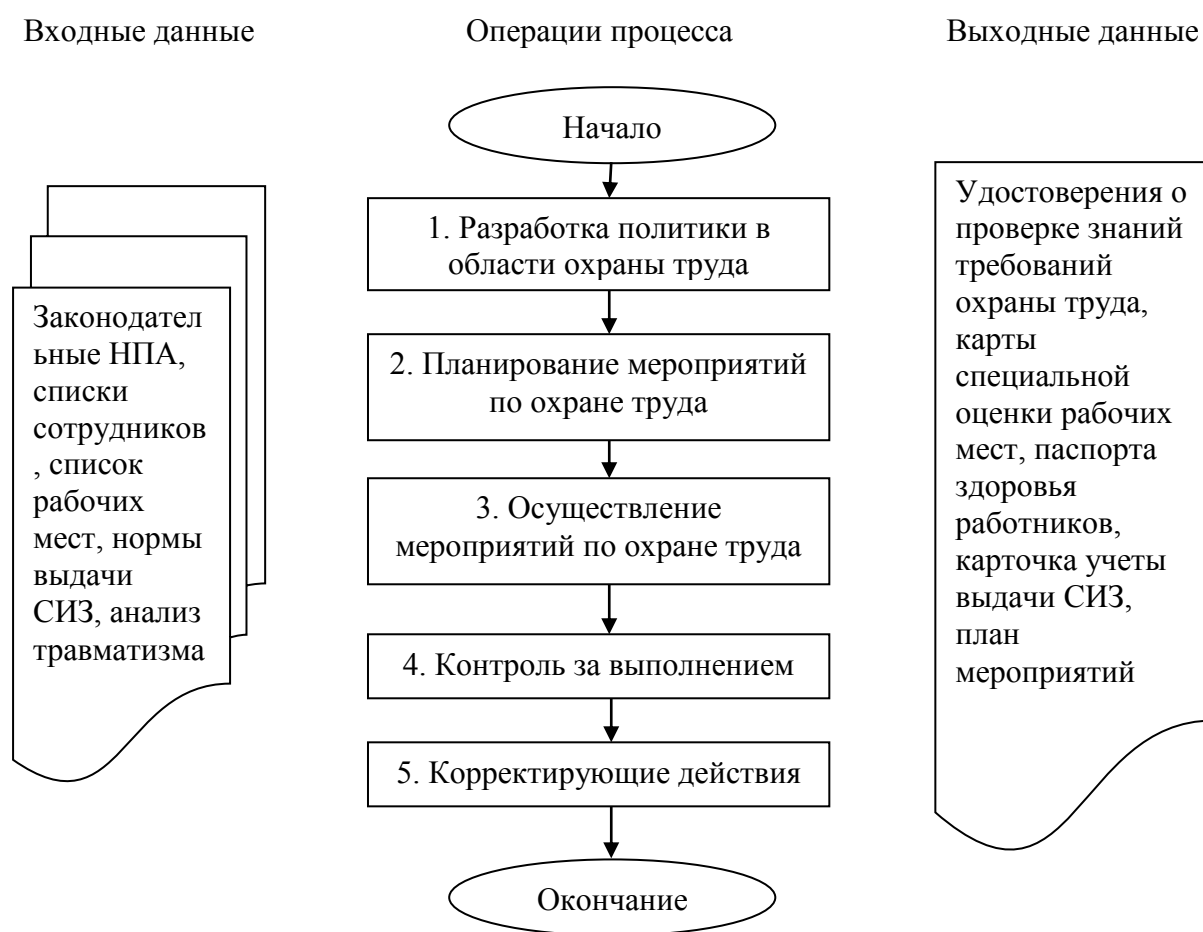 Входные данные
Операции процесса
Выходные данные
Начало
1. Разработка политики в
области охраны труда
2. Планирование мероприятий
по охране труда
3. Осуществление
мероприятий по охране труда
4. Контроль за выполнением
5. Корректирующие действия
Окончание
Законодател
ьные НПА,
списки
сотрудников
, список
рабочих
мест, нормы
выдачи
СИЗ, анализ
травматизма
Удостоверения о
проверке знаний
требований
охраны труда,
карты
специальной
оценки рабочих
мест, паспорта
здоровья
работников,
карточка учеты
выдачи СИЗ,
план
мероприятий